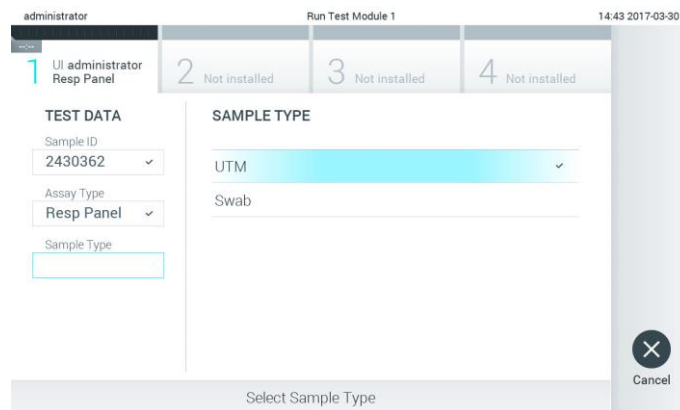 administrator Run Test Module 1 14:43 2017-03-30
--:--
1 UI administrator
Resp Panel
2 Not installed
3 Not installed
4 Not installed
TEST DATA
Sample ID
2430362
Assay Type
Resp Panel
Sample Type
SAMPLE TYPE
UTM
Swab
Cancel
Select Sample Type